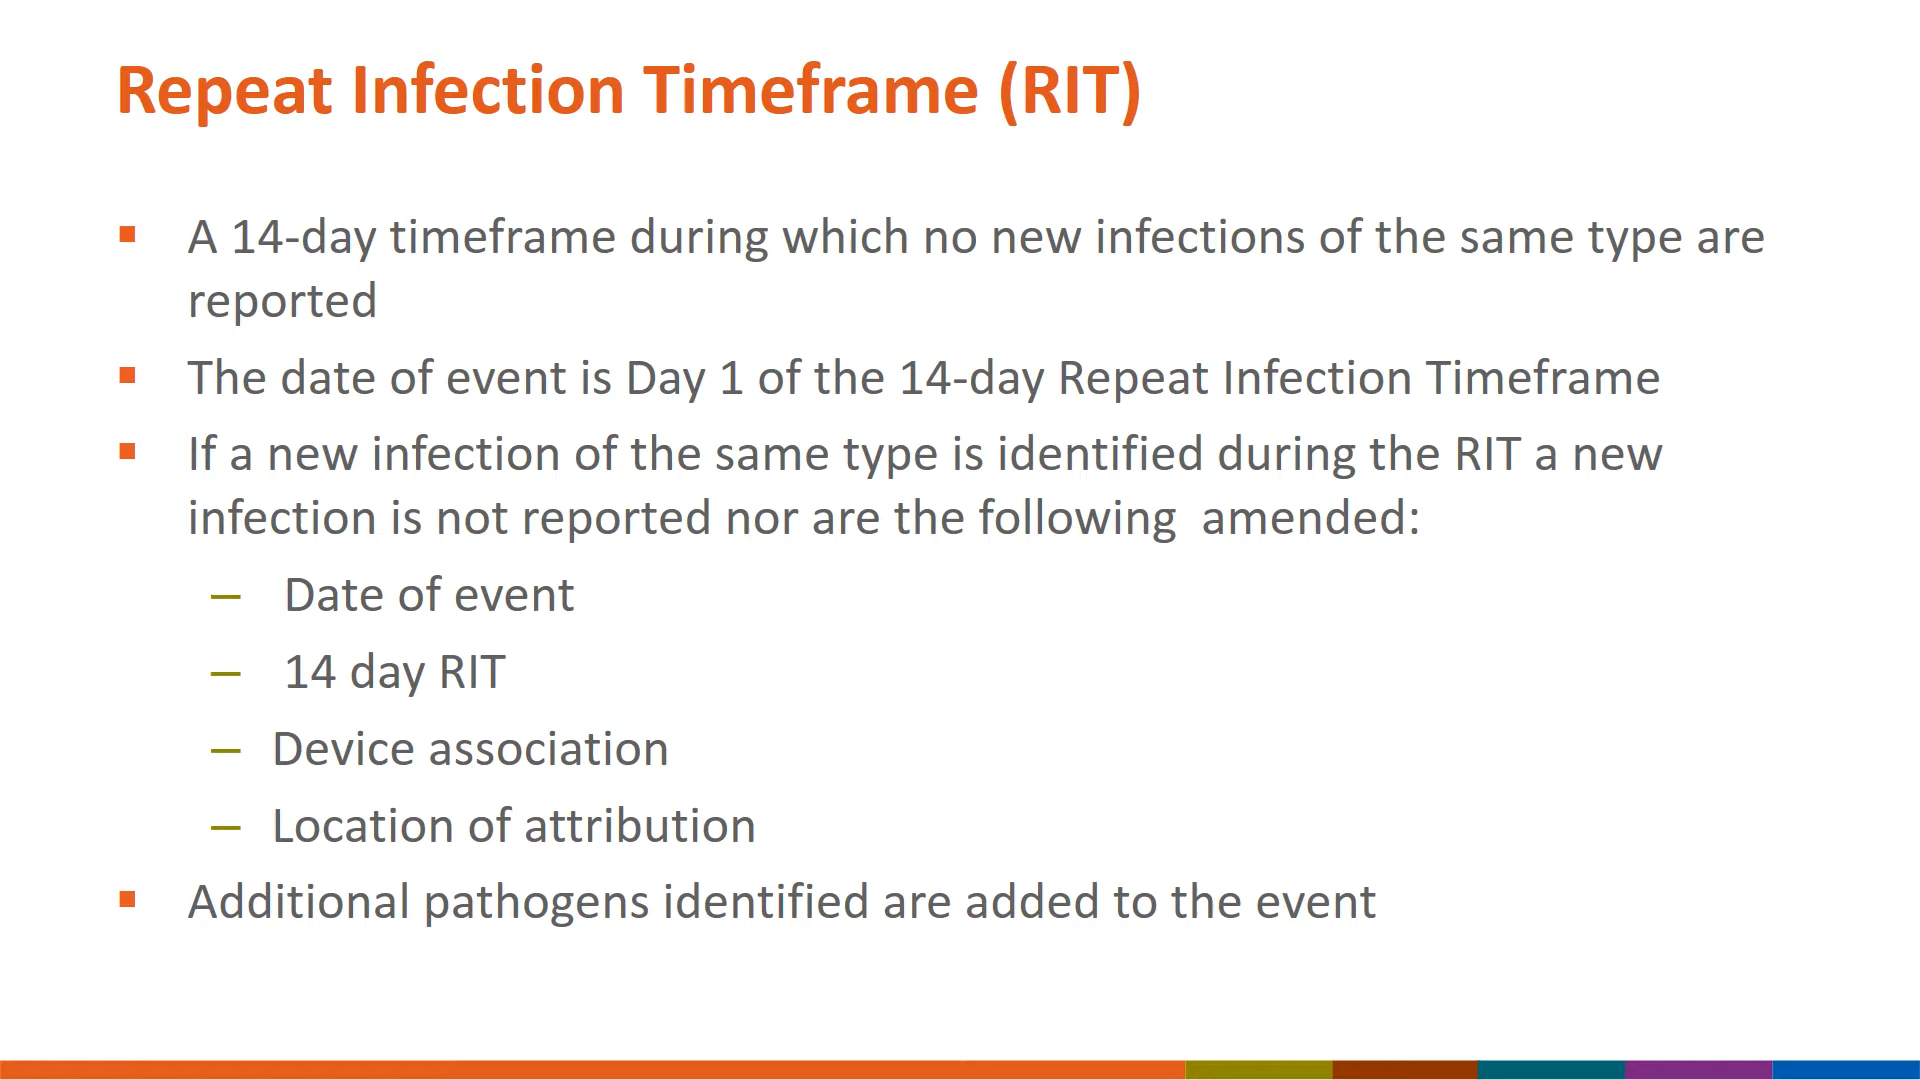 Repeat Infection Timeframe (RIT)
▪ A 14-day timeframe during which no new infections of the same type are
reported
▪ The date of event is Day 1 of the 14-day Repeat Infection Timeframe
▪ If a new infection of the same type is identified during the RIT a new
infection is not reported nor are the following  amended:
– Date of event
– 14 day RIT
– Device association
– Location of attribution
▪ Additional pathogens identified are added to the event